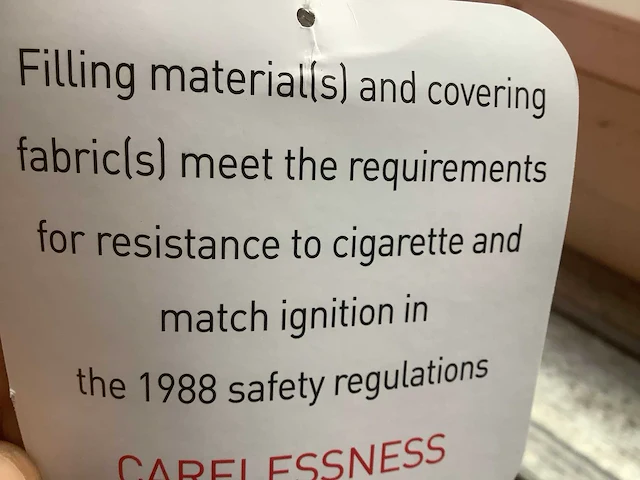 Filling material(s) and covering
fabric(s) meet the requirements
for resistance to cigarette and
match ignition in
the 1988 safety regulations
CARELESSNESS